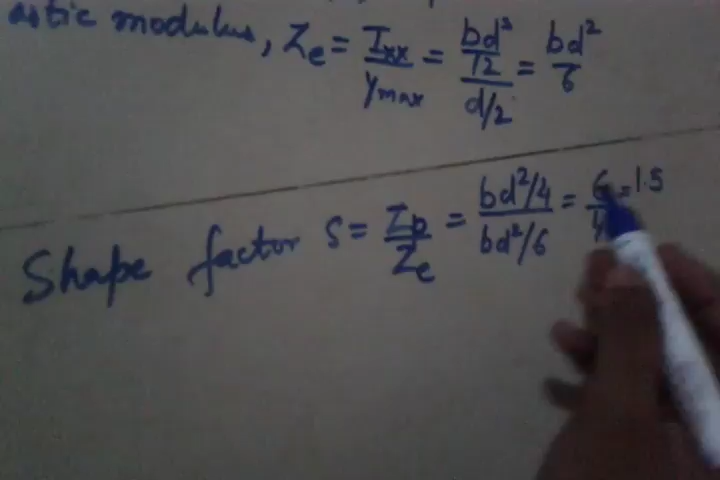 astic modulus, Ze = Ixx/ymax = (bd³/12)/(d/2) = bd²/6
Shape factor S = Zp/Ze = (bd²/4)/(bd²/6) = 6/4 = 1.5